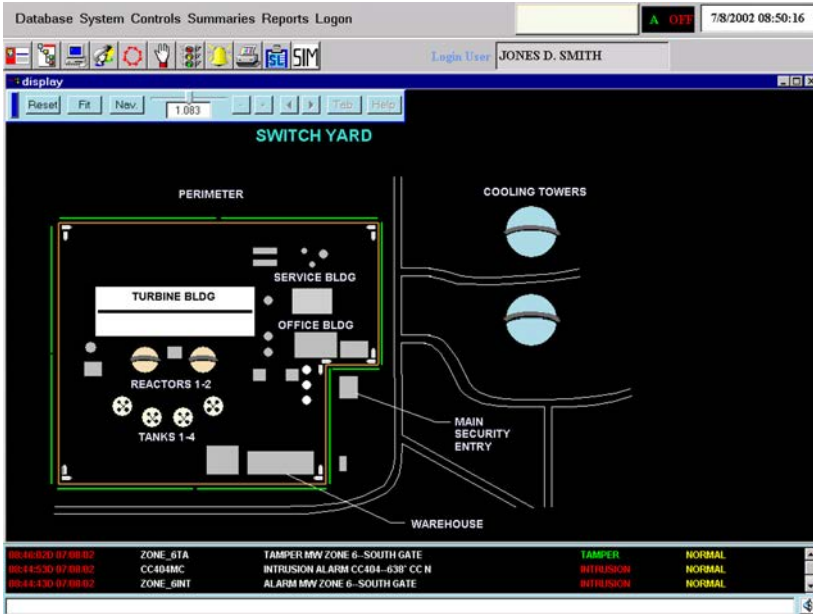 Database System Controls Summaries Reports Logon
A OFF
7/8/2002 08:50:16
SE SIM
Login User JONES D. SMITH
display
Reset Fit Nav. 1.083 - + Tab Help
SWITCH YARD
PERIMETER
COOLING TOWERS
SERVICE BLDG
TURBINE BLDG
OFFICE BLDG
REACTORS 1-2
TANKS 1-4
MAIN
SECURITY
ENTRY
WAREHOUSE
ZONE_6TA TAMPER MW ZONE 6--SOUTH GATE TAMPER NORMAL
CC404MC INTRUSION ALARM CC404--638' CC N INTRUSION NORMAL
ZONE_6INT ALARM MW ZONE 6--SOUTH GATE INTRUSION NORMAL